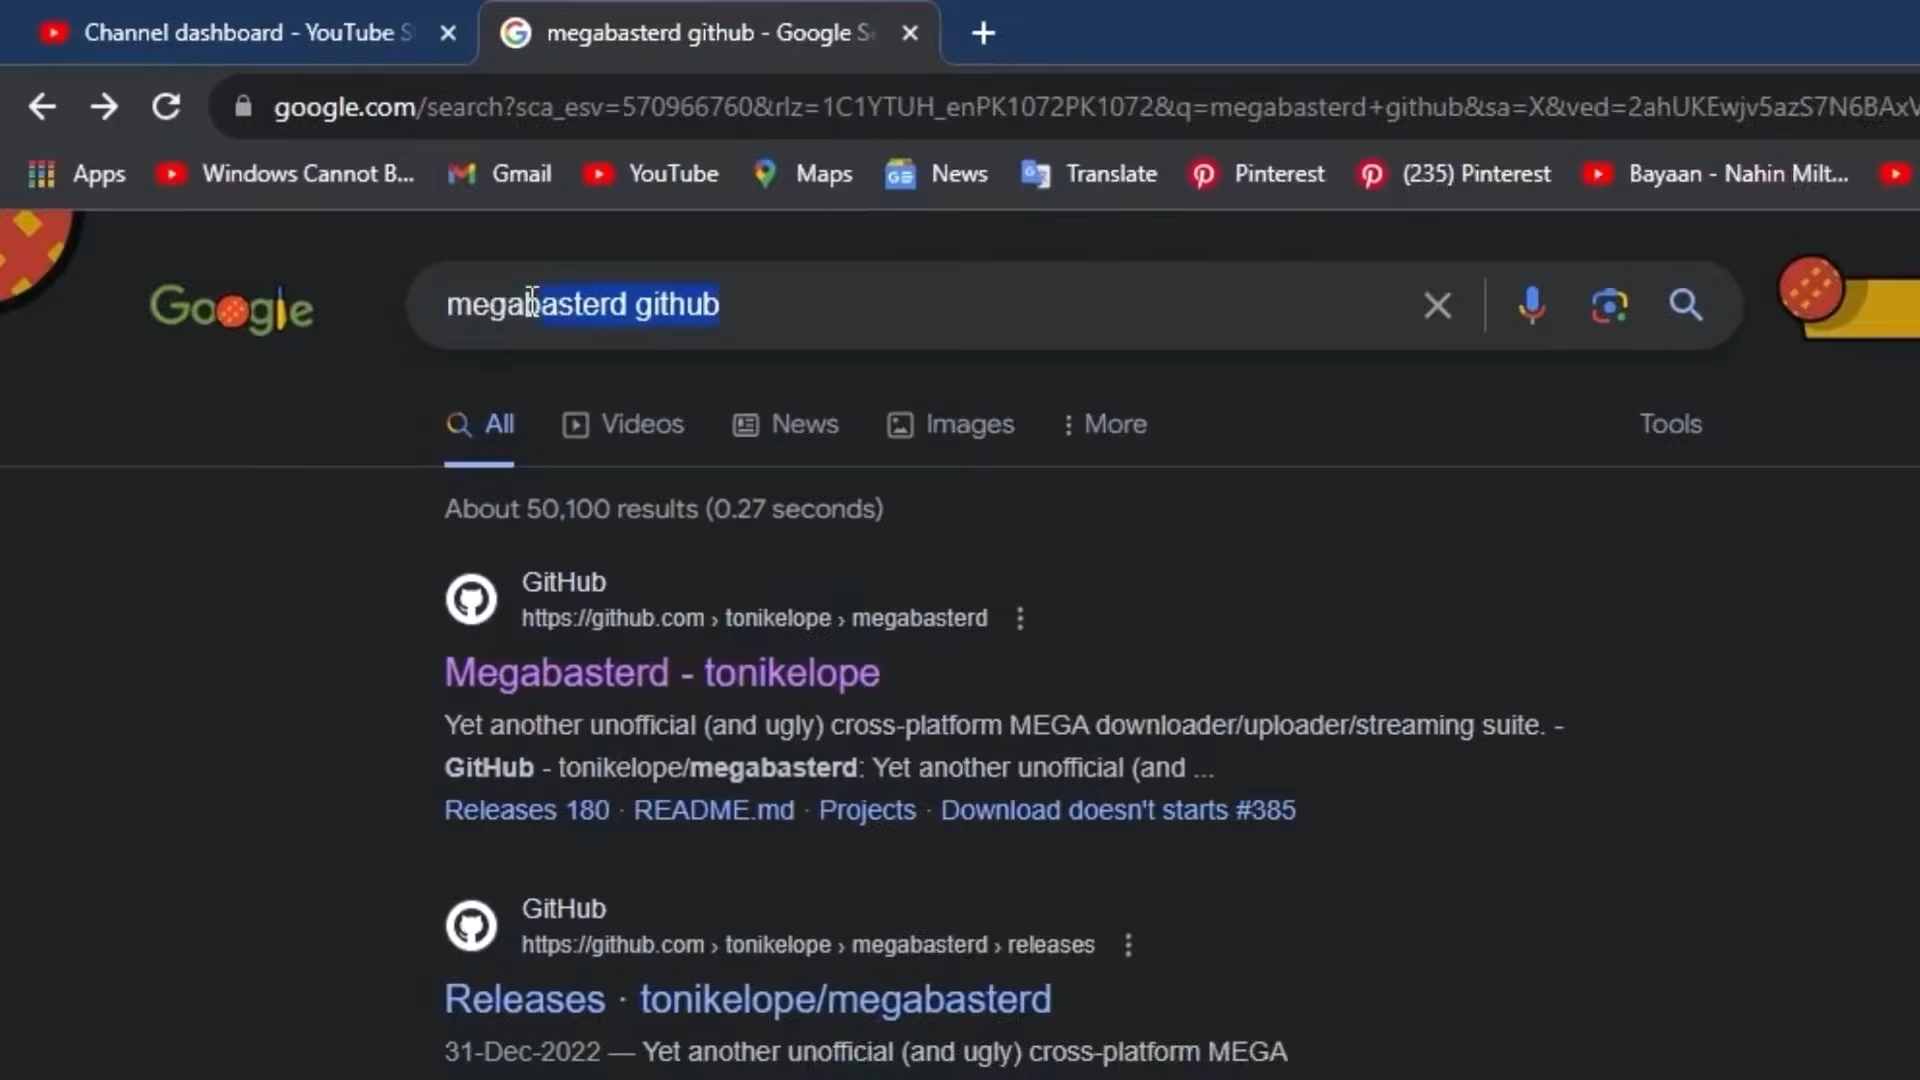 Channel dashboard - YouTube S
megabasterd github - Google S
google.com/search?sca_esv=570966760&rlz=1C1YTUH_enPK1072PK1072&q=megabasterd+github&sa=X&ved=2ahUKEwjv5azS7N6BAxV
Apps
Windows Cannot B...
Gmail
YouTube
Maps
News
Translate
Pinterest
(235) Pinterest
Bayaan - Nahin Milt...
Google
megabasterd github
All
Videos
News
Images
More
Tools
About 50,100 results (0.27 seconds)
GitHub
https://github.com › tonikelope › megabasterd
Megabasterd - tonikelope
Yet another unofficial (and ugly) cross-platform MEGA downloader/uploader/streaming suite. -
GitHub - tonikelope/megabasterd: Yet another unofficial (and ...
Releases 180 · README.md · Projects · Download doesn't starts #385
GitHub
https://github.com › tonikelope › megabasterd › releases
Releases · tonikelope/megabasterd
31-Dec-2022 — Yet another unofficial (and ugly) cross-platform MEGA